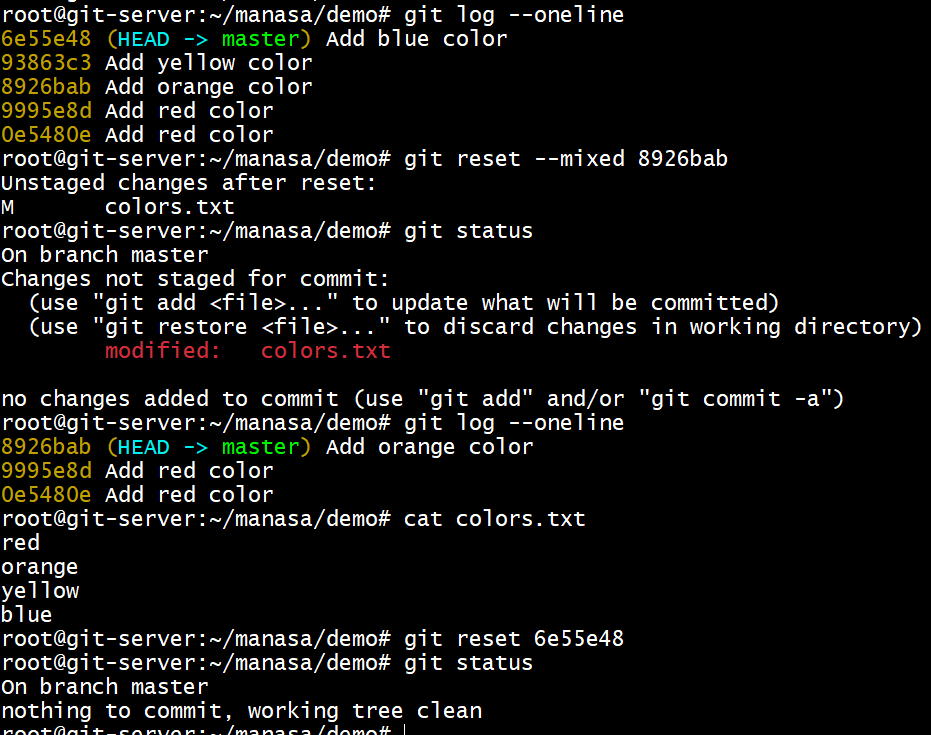 root@git-server:~/manasa/demo# git log --oneline
6e55e48 (HEAD -> master) Add blue color
93863c3 Add yellow color
8926bab Add orange color
9995e8d Add red color
0e5480e Add red color
root@git-server:~/manasa/demo# git reset --mixed 8926bab
Unstaged changes after reset:
M       colors.txt
root@git-server:~/manasa/demo# git status
On branch master
Changes not staged for commit:
  (use "git add <file>..." to update what will be committed)
  (use "git restore <file>..." to discard changes in working directory)
        modified:   colors.txt

no changes added to commit (use "git add" and/or "git commit -a")
root@git-server:~/manasa/demo# git log --oneline
8926bab (HEAD -> master) Add orange color
9995e8d Add red color
0e5480e Add red color
root@git-server:~/manasa/demo# cat colors.txt
red
orange
yellow
blue
root@git-server:~/manasa/demo# git reset 6e55e48
root@git-server:~/manasa/demo# git status
On branch master
nothing to commit, working tree clean
root@git-server:~/manasa/demo#